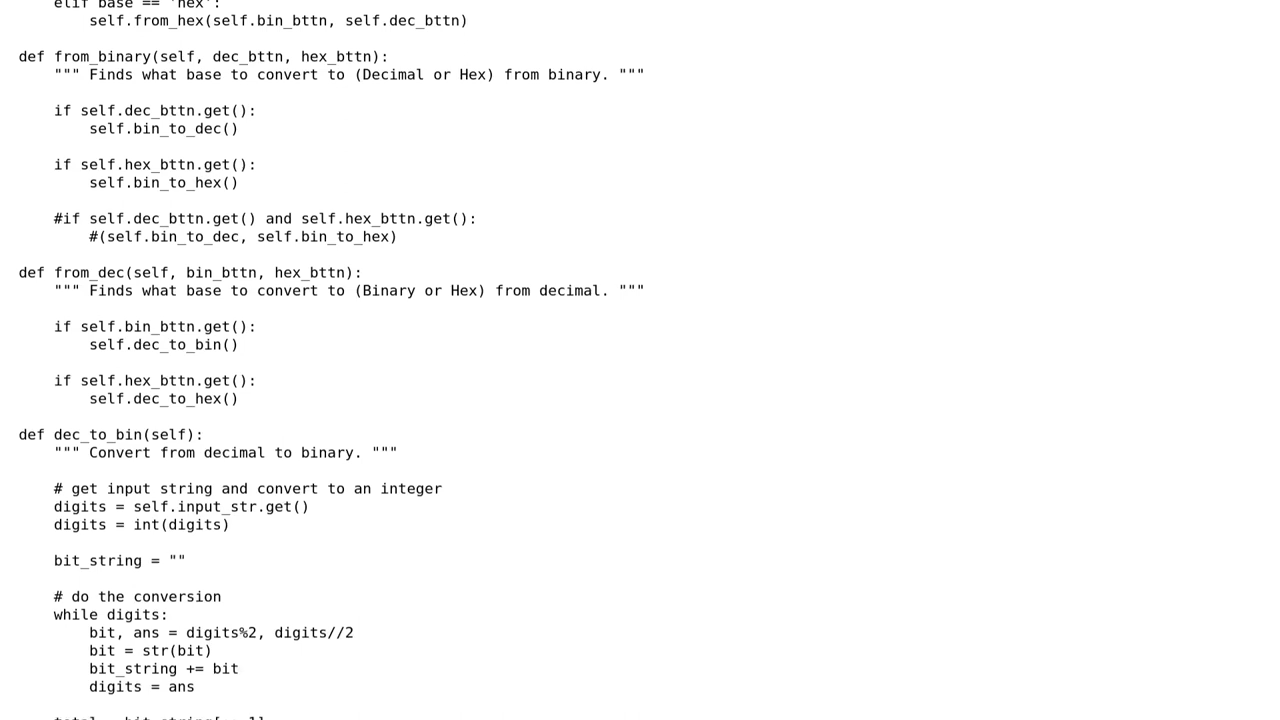 elif base == 'hex':
self.from_hex(self.bin_bttn, self.dec_bttn)
def from_binary(self, dec_bttn, hex_bttn):
""" Finds what base to convert to (Decimal or Hex) from binary. """
if self.dec_bttn.get():
self.bin_to_dec()
if self.hex_bttn.get():
self.bin_to_hex()
#if self.dec_bttn.get() and self.hex_bttn.get():
#(self.bin_to_dec, self.bin_to_hex)
def from_dec(self, bin_bttn, hex_bttn):
""" Finds what base to convert to (Binary or Hex) from decimal. """
if self.bin_bttn.get():
self.dec_to_bin()
if self.hex_bttn.get():
self.dec_to_hex()
def dec_to_bin(self):
""" Convert from decimal to binary. """
# get input string and convert to an integer
digits = self.input_str.get()
digits = int(digits)
bit_string = ""
# do the conversion
while digits:
bit, ans = digits%2, digits//2
bit = str(bit)
bit_string += bit
digits = ans